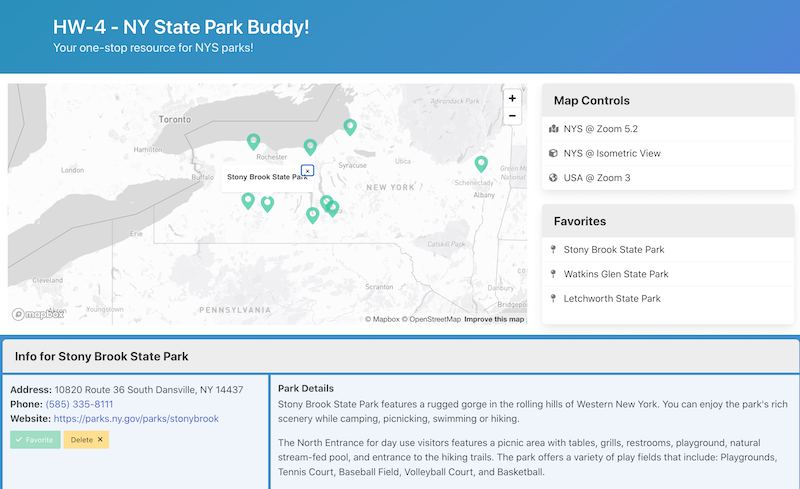 HW-4 - NY State Park Buddy!
Your one-stop resource for NYS parks!
Adirondack Park
Toronto
Hamilton
London
Rochester
Buffalo
Syracuse
Utica
Stony Brook State Park
×
NEW YORK
Schenectady
Albany
Erie
Catskill Park
Cleveland
Scranton
Danbury
Bridgepo
Akron
Youngstown
PENNSYLVANIA
mapbox
© Mapbox © OpenStreetMap Improve this map
+
−
Map Controls
NYS @ Zoom 5.2
NYS @ Isometric View
USA @ Zoom 3
Favorites
Stony Brook State Park
Watkins Glen State Park
Letchworth State Park
Info for Stony Brook State Park
Address: 10820 Route 36 South Dansville, NY 14437
Phone: (585) 335-8111
Website: https://parks.ny.gov/parks/stonybrook
Favorite
Delete ×
Park Details
Stony Brook State Park features a rugged gorge in the rolling hills of Western New York. You can enjoy the park's rich
scenery while camping, picnicking, swimming or hiking.
The North Entrance for day use visitors features a picnic area with tables, grills, restrooms, playground, natural
stream-fed pool, and entrance to the hiking trails. The park offers a variety of play fields that include: Playgrounds,
Tennis Court, Baseball Field, Volleyball Court, and Basketball.